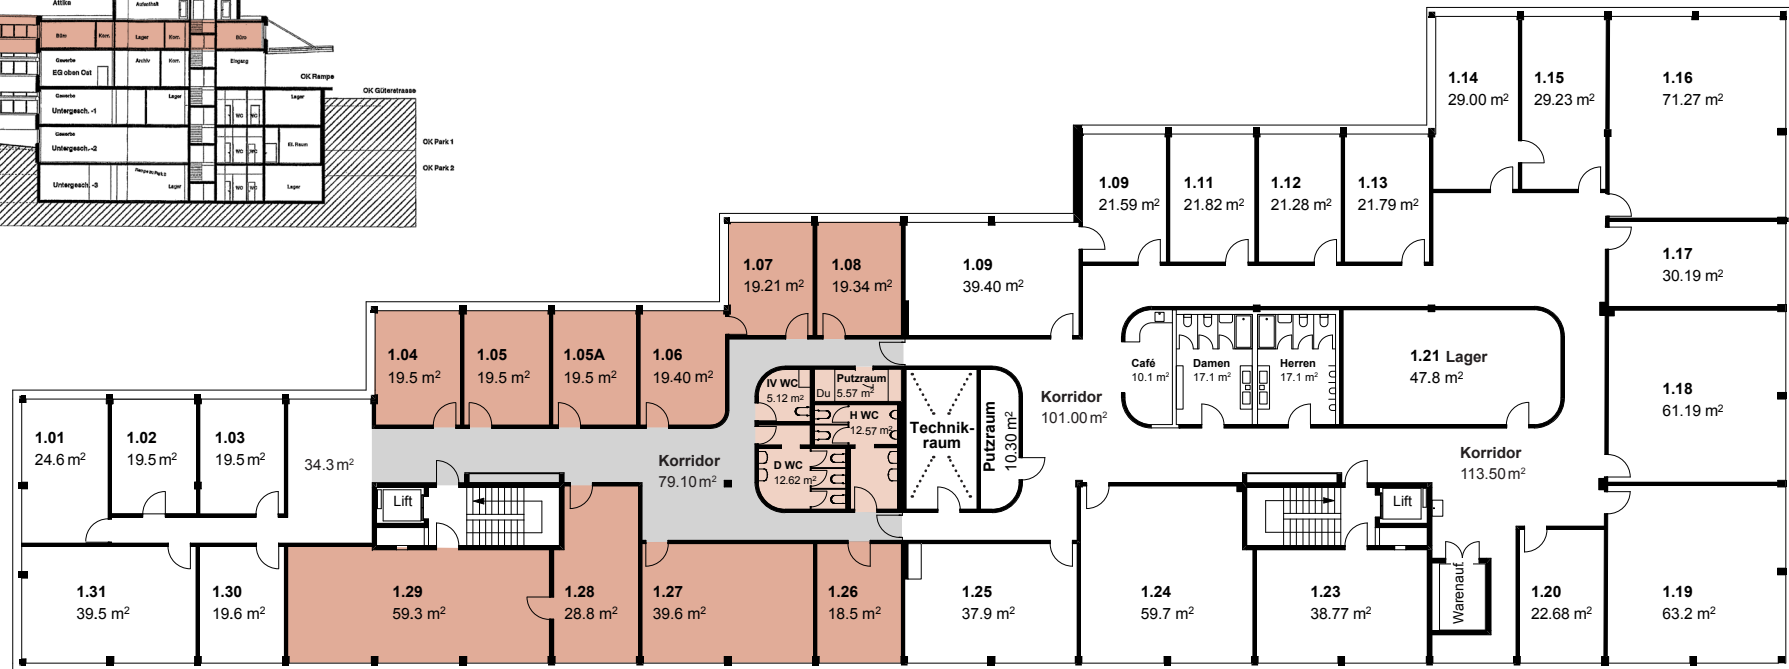 Attika
Aufenthalt
Büro
Korr.
Lager
Korr.
Büro
Gewerbe
EG oben Ost
Archiv
Korr.
Eingang
OK Rampe
OK Güterstrasse
Gewerbe
Untergesch. -1
Lager
WC
WC
Lager
Gewerbe
Untergesch. -2
WC
WC
El. Raum
OK Park 1
OK Park 2
Untergesch. -3
Lager
WC
WC
Lager
1.14
29.00 m²
1.15
29.23 m²
1.16
71.27 m²
1.09
21.59 m²
1.11
21.82 m²
1.12
21.28 m²
1.13
21.79 m²
1.07
19.21 m²
1.08
19.34 m²
1.09
39.40 m²
1.17
30.19 m²
1.04
19.5 m²
1.05
19.5 m²
1.05A
19.5 m²
1.06
19.40 m²
IV WC
5.12 m²
Putzraum
Du
5.57 m²
H WC
12.57 m²
D WC
12.62 m²
Technik-
raum
Putzraum
10.30 m²
Korridor
101.00 m²
Café
10.1 m²
Damen
17.1 m²
Herren
17.1 m²
1.21 Lager
47.8 m²
1.18
61.19 m²
1.01
24.6 m²
1.02
19.5 m²
1.03
19.5 m²
34.3 m²
Korridor
79.10 m²
Korridor
113.50 m²
Lift
Lift
1.31
39.5 m²
1.30
19.6 m²
1.29
59.3 m²
1.28
28.8 m²
1.27
39.6 m²
1.26
18.5 m²
1.25
37.9 m²
1.24
59.7 m²
1.23
38.77 m²
Warenauf.
1.20
22.68 m²
1.19
63.2 m²